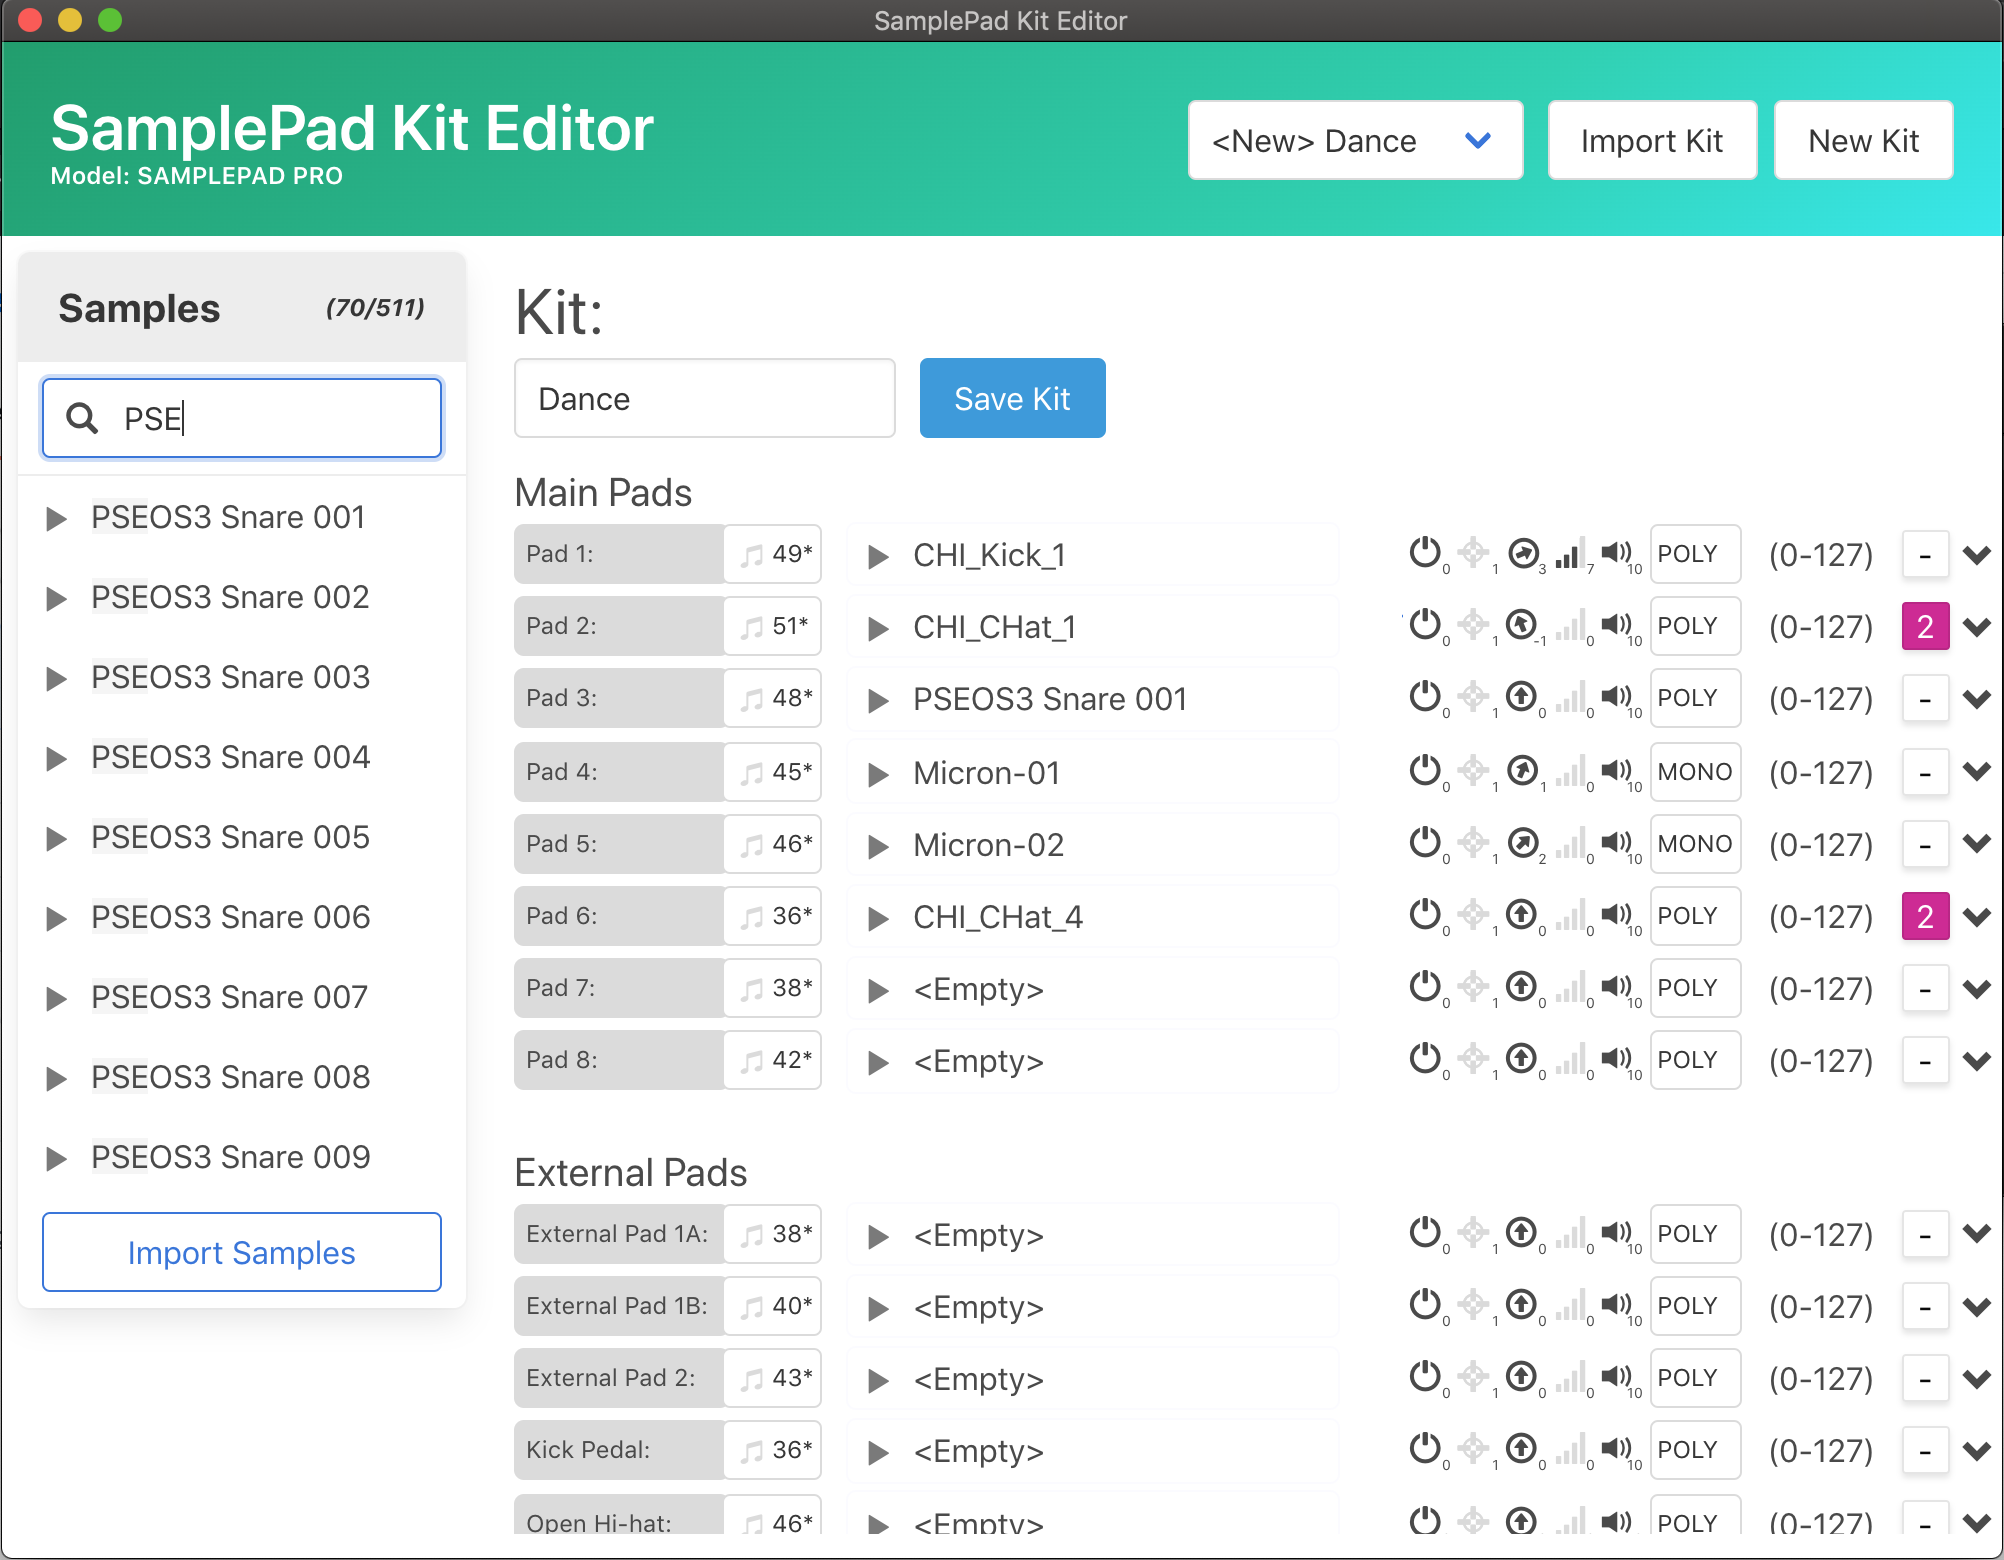 SamplePad Kit Editor
SamplePad Kit Editor
Model: SAMPLEPAD PRO
<New> Dance
Import Kit
New Kit
Samples (70/511)
PSE
PSEOS3 Snare 001
PSEOS3 Snare 002
PSEOS3 Snare 003
PSEOS3 Snare 004
PSEOS3 Snare 005
PSEOS3 Snare 006
PSEOS3 Snare 007
PSEOS3 Snare 008
PSEOS3 Snare 009
Import Samples
Kit:
Dance
Save Kit
Main Pads
Pad 1: 49* CHI_Kick_1 0 1 3 7 10 POLY (0-127) -
Pad 2: 51* CHI_CHat_1 0 1 -1 0 10 POLY (0-127) 2
Pad 3: 48* PSEOS3 Snare 001 0 1 0 0 10 POLY (0-127) -
Pad 4: 45* Micron-01 0 1 1 0 10 MONO (0-127) -
Pad 5: 46* Micron-02 0 1 2 0 10 MONO (0-127) -
Pad 6: 36* CHI_CHat_4 0 1 0 0 10 POLY (0-127) 2
Pad 7: 38* <Empty> 0 1 0 0 10 POLY (0-127) -
Pad 8: 42* <Empty> 0 1 0 0 10 POLY (0-127) -
External Pads
External Pad 1A: 38* <Empty> 0 1 0 0 10 POLY (0-127) -
External Pad 1B: 40* <Empty> 0 1 0 0 10 POLY (0-127) -
External Pad 2: 43* <Empty> 0 1 0 0 10 POLY (0-127) -
Kick Pedal: 36* <Empty> 0 1 0 0 10 POLY (0-127) -
Open Hi-hat: 46* <Empty> 0 1 0 0 10 POLY (0-127) -